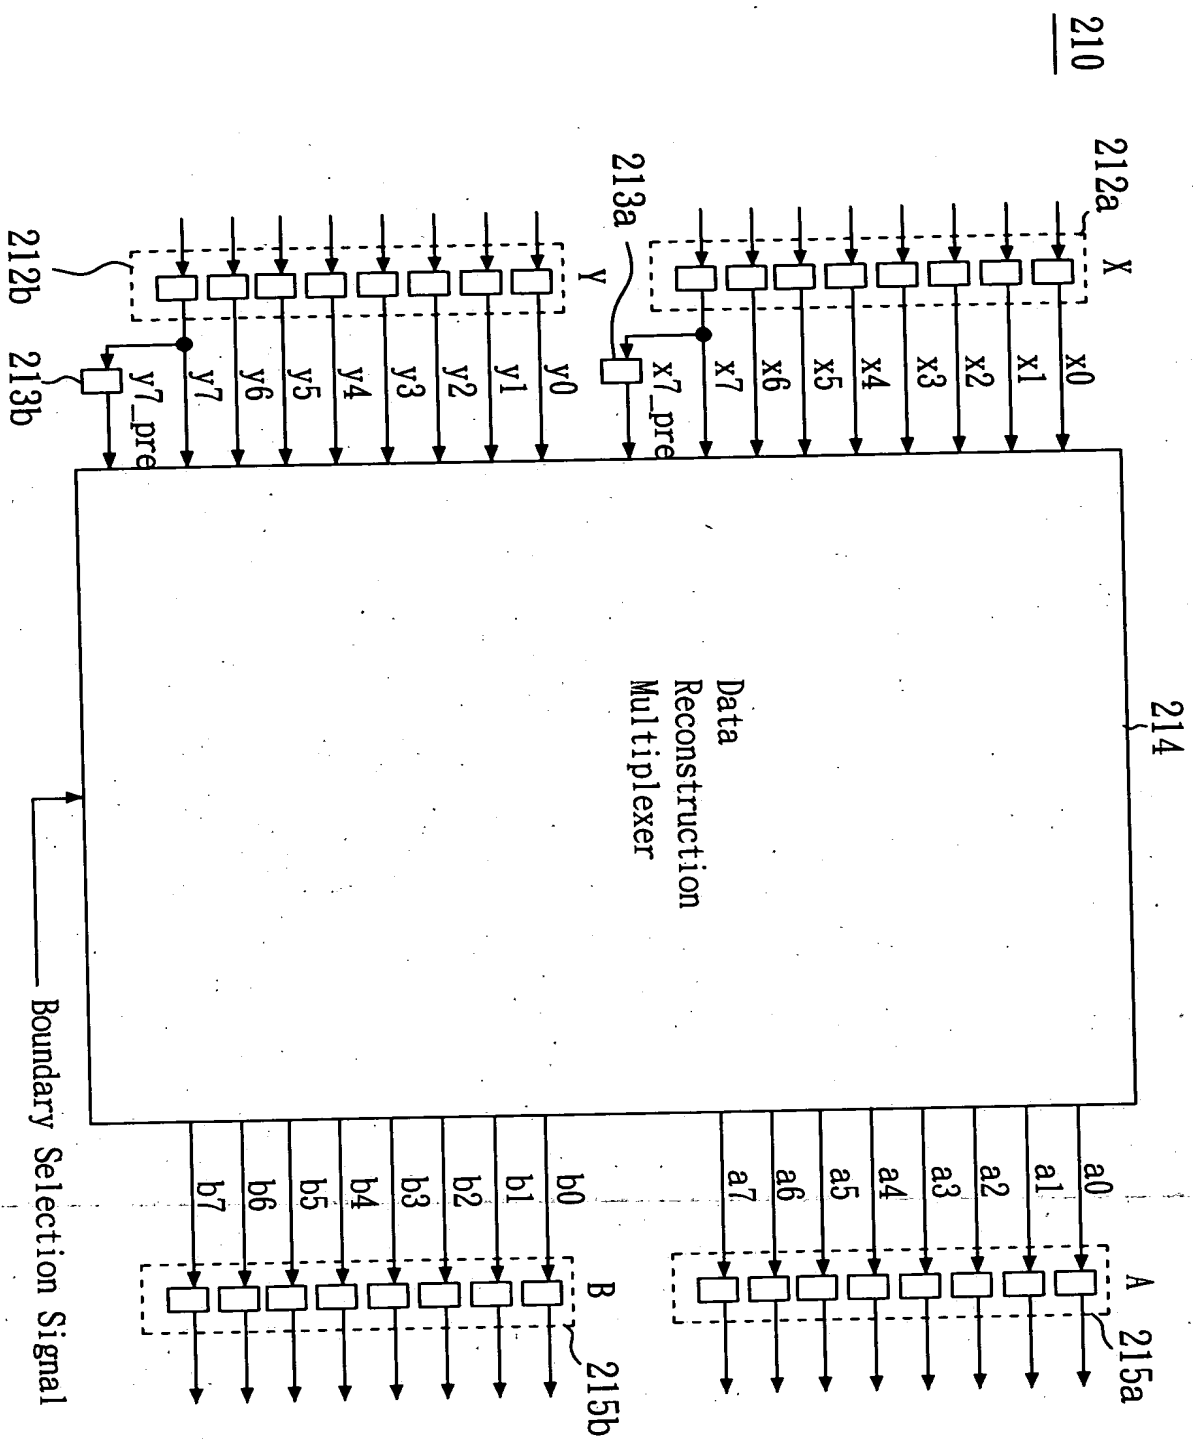 210
212a
X
x0
x1
x2
x3
x4
x5
x6
x7
x7_pre
213a
Y
y0
y1
y2
y3
y4
y5
y6
y7
y7_pre
212b
213b
214
Data
Reconstruction
Multiplexer
Boundary Selection Signal
a0
a1
a2
a3
a4
a5
a6
a7
A
215a
b0
b1
b2
b3
b4
b5
b6
b7
B
215b